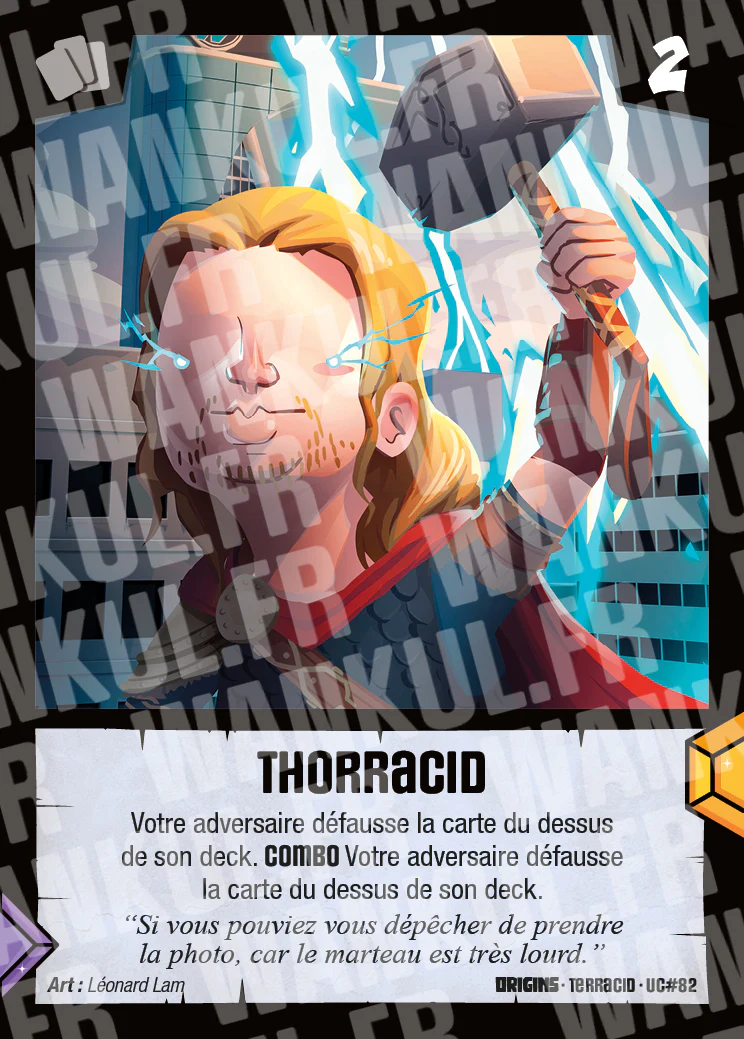 2
THORRACID
Votre adversaire défausse la carte du dessus
de son deck. COMBO Votre adversaire défausse
la carte du dessus de son deck.
“Si vous pouviez vous dépêcher de prendre
la photo, car le marteau est très lourd.”
Art : Léonard Lam
ORIGINS · TERRACID · UC#82
WANKUL.FR